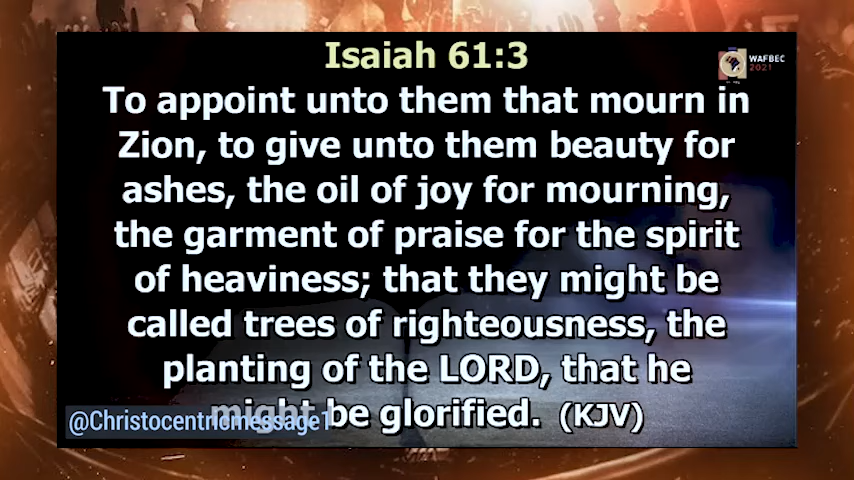 Isaiah 61:3
WAFBEC
2021
To appoint unto them that mourn in
Zion, to give unto them beauty for
ashes, the oil of joy for mourning,
the garment of praise for the spirit
of heaviness; that they might be
called trees of righteousness, the
planting of the LORD, that he
might be glorified. (KJV)
@Christocentricmessage1